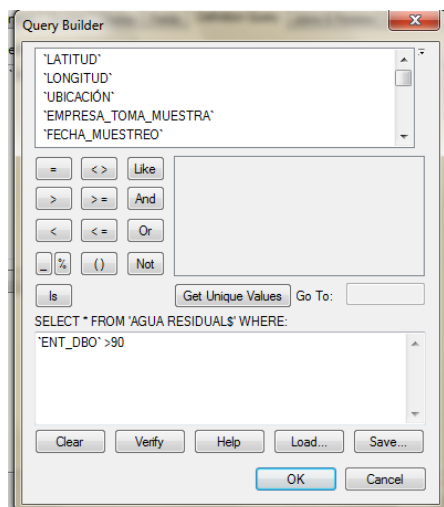 Query Builder
`LATITUD`
`LONGITUD`
`UBICACIÓN`
`EMPRESA_TOMA_MUESTRA`
`FECHA_MUESTREO`
= <> Like
> >= And
< <= Or
_ % () Not
Is Get Unique Values Go To:
SELECT * FROM 'AGUA RESIDUAL$' WHERE:
`ENT_DBO` >90
Clear Verify Help Load... Save...
OK Cancel